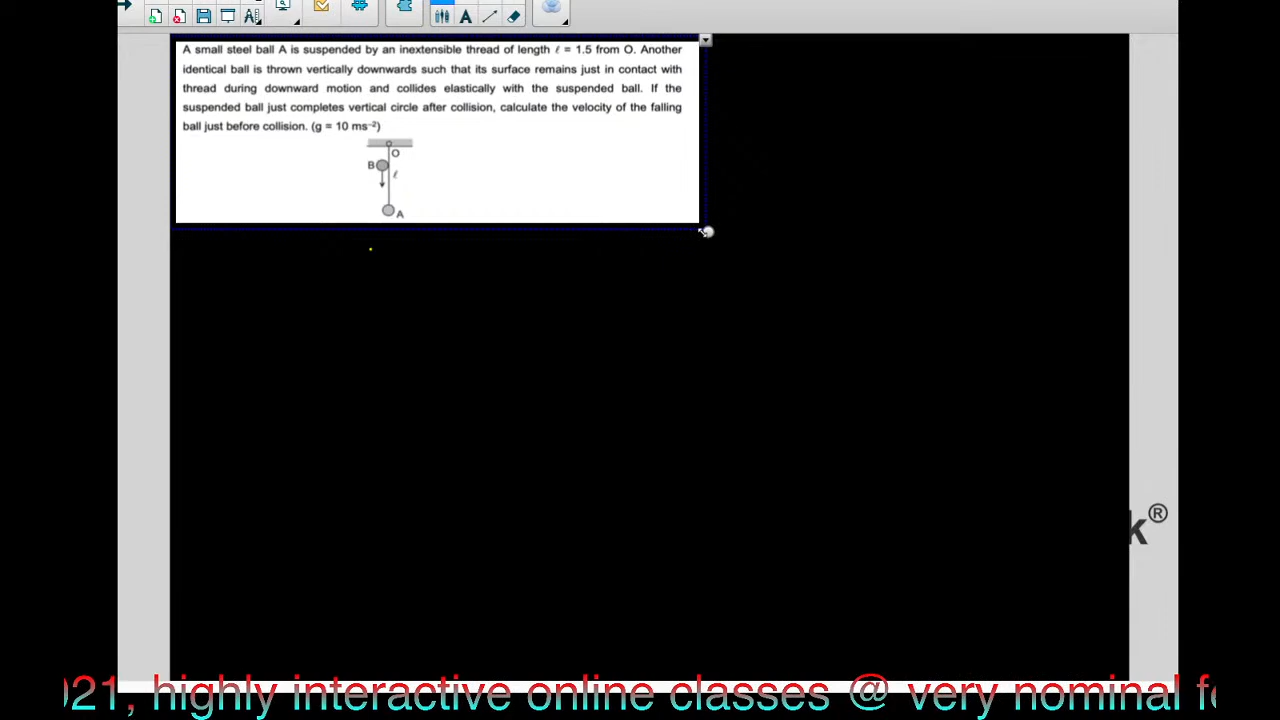 A small steel ball A is suspended by an inextensible thread of length ℓ = 1.5 from O. Another
identical ball is thrown vertically downwards such that its surface remains just in contact with
thread during downward motion and collides elastically with the suspended ball. If the
suspended ball just completes vertical circle after collision, calculate the velocity of the falling
ball just before collision. (g = 10 ms⁻²)
O
B
ℓ
A
k®
021, highly interactive online classes @ very nominal